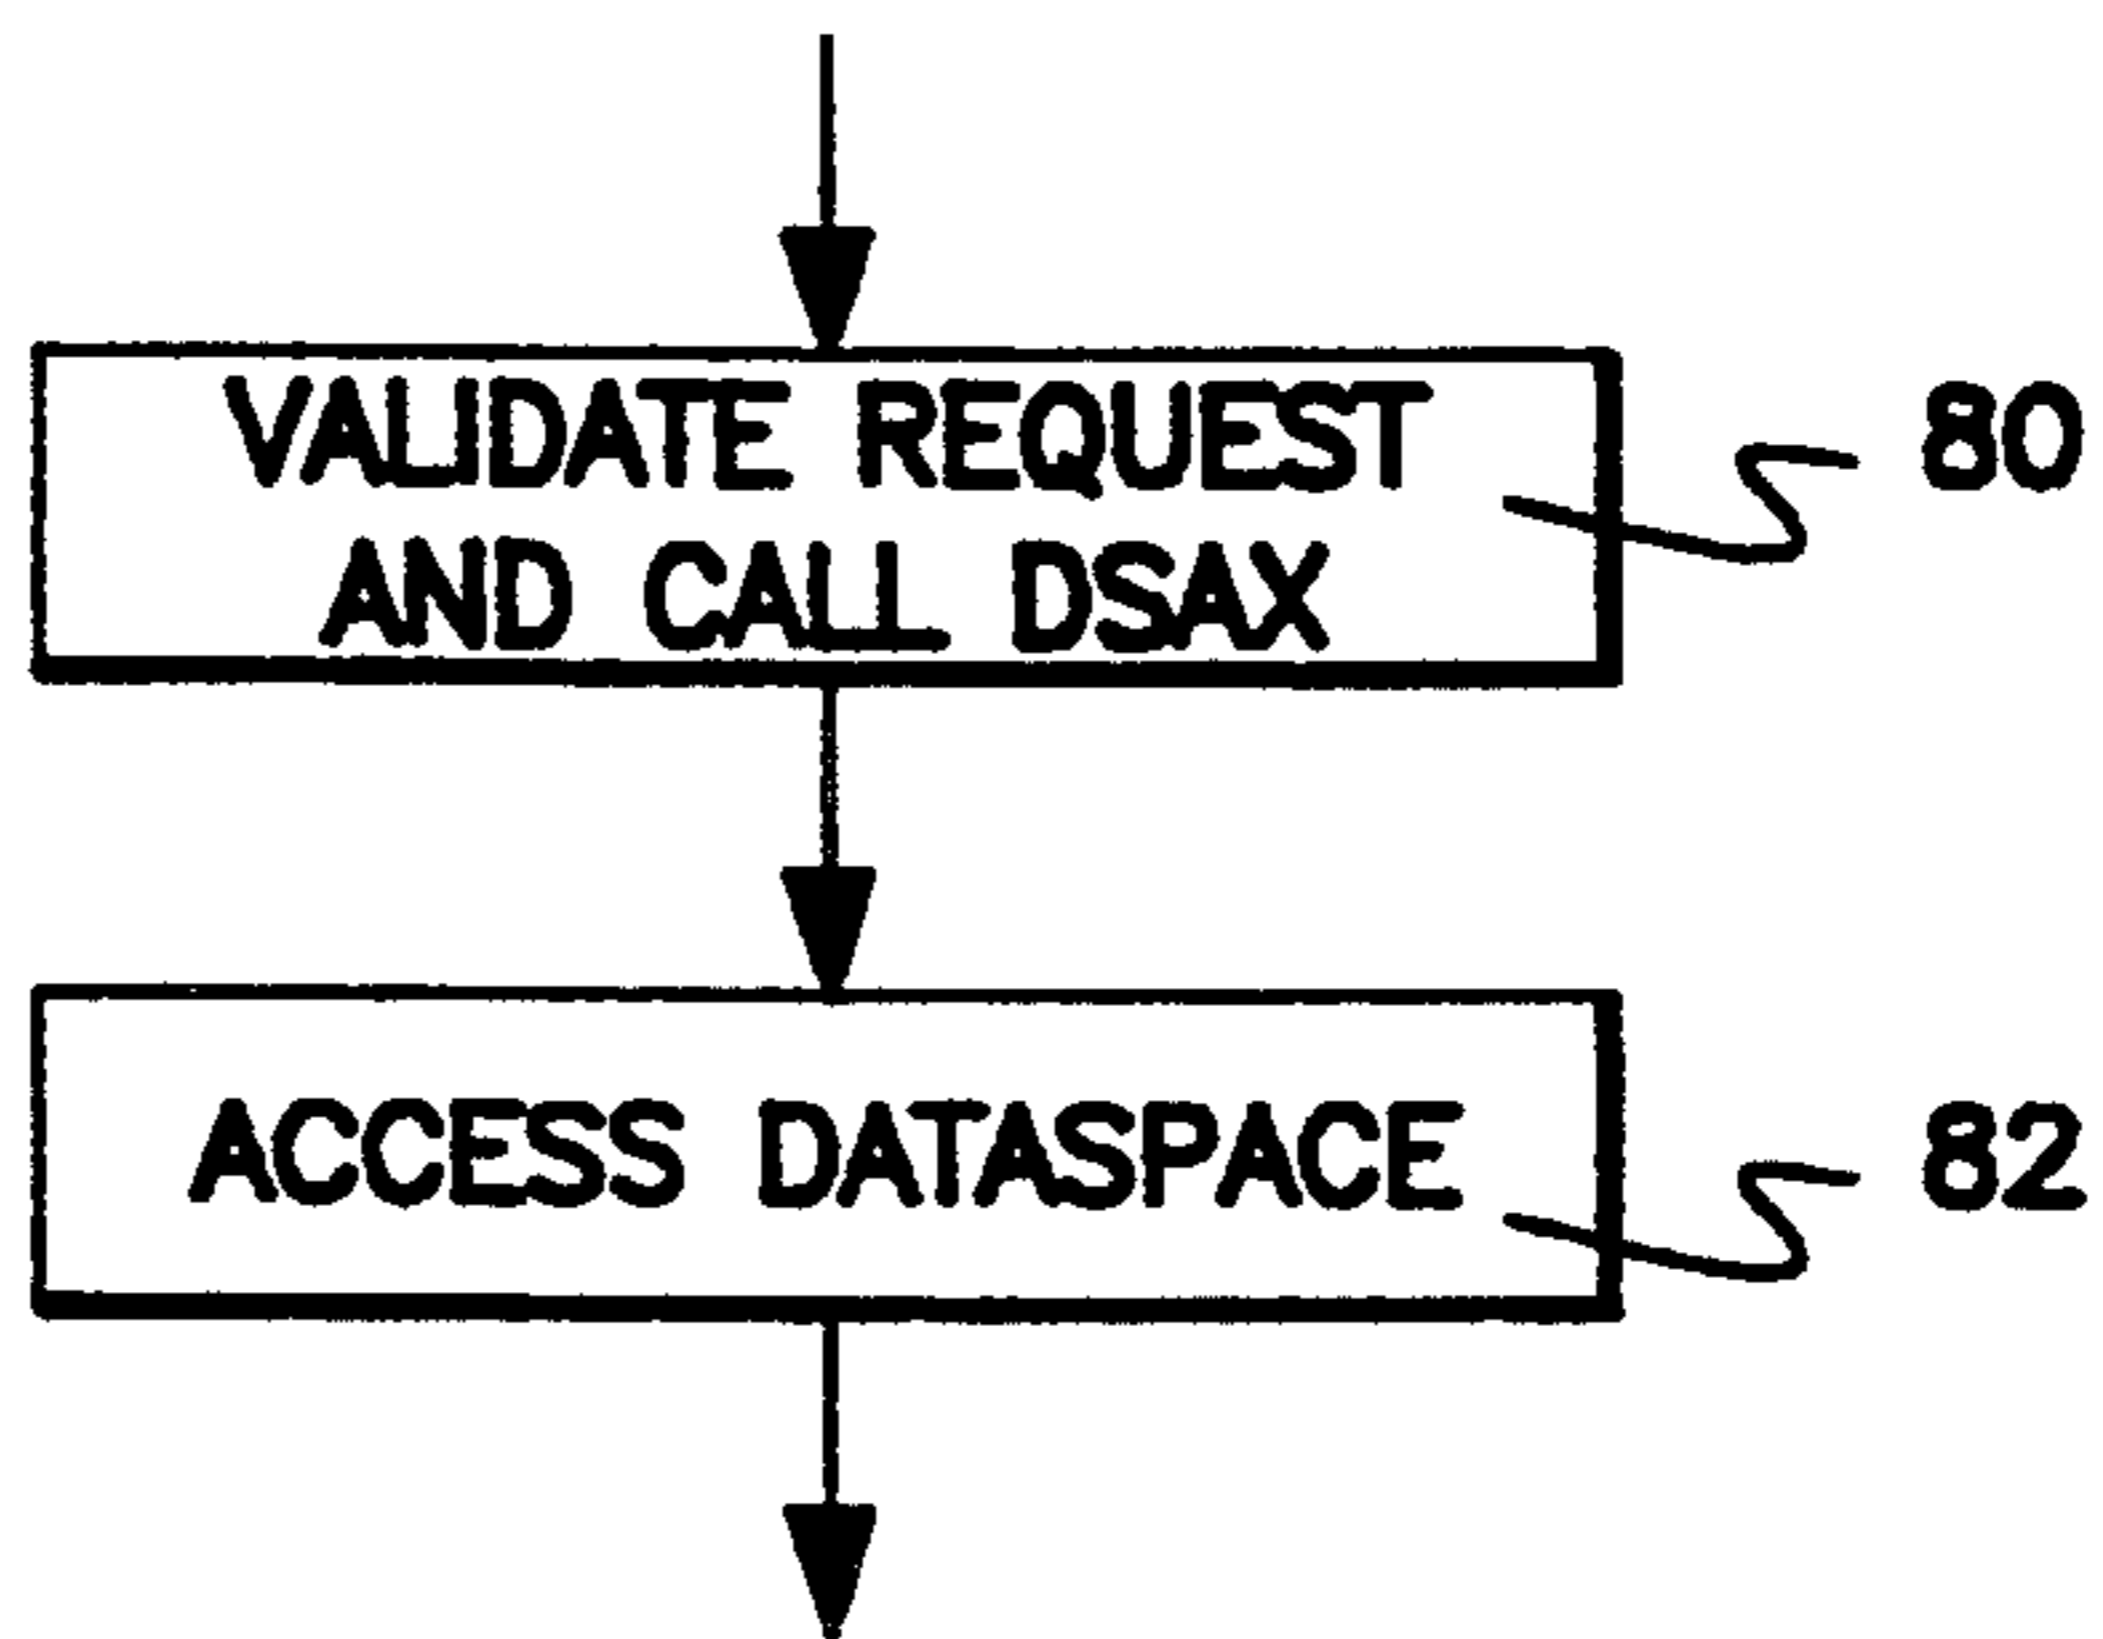 VALIDATE REQUEST
AND CALL DSAX
80
ACCESS DATASPACE
82